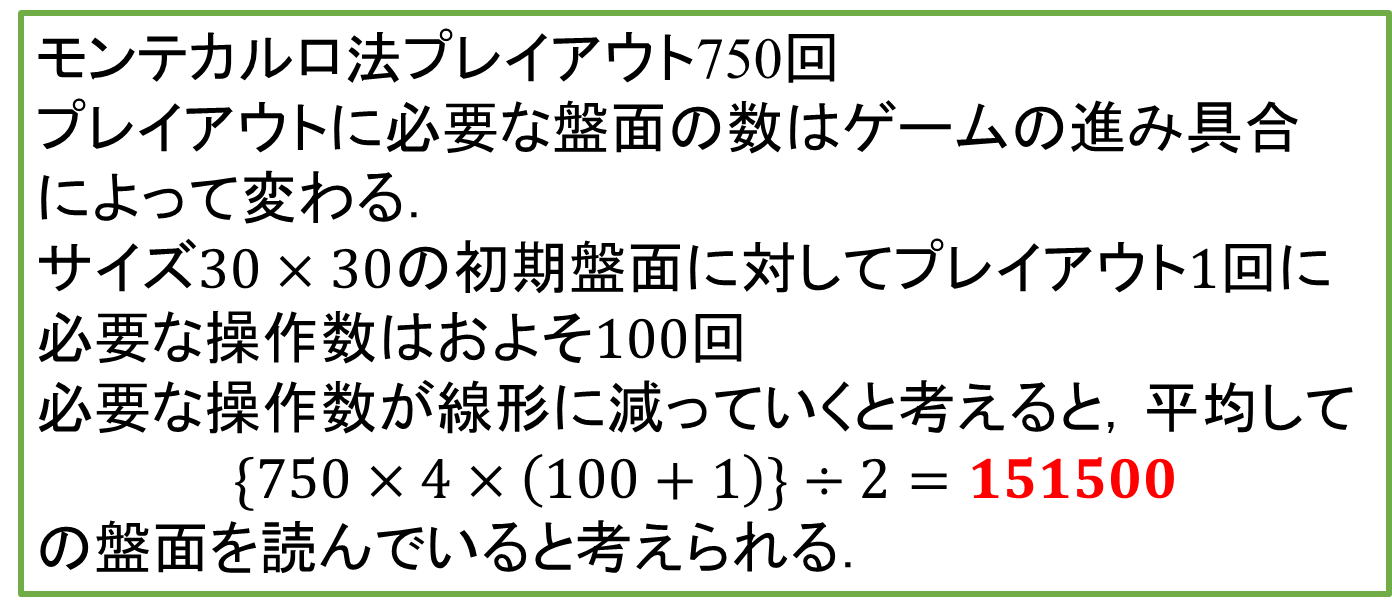 モンテカルロ法プレイアウト750回
プレイアウトに必要な盤面の数はゲームの進み具合
によって変わる.
サイズ30 × 30の初期盤面に対してプレイアウト1回に
必要な操作数はおよそ100回
必要な操作数が線形に減っていくと考えると, 平均して
{750 × 4 × (100 + 1)} ÷ 2 = 151500
の盤面を読んでいると考えられる.